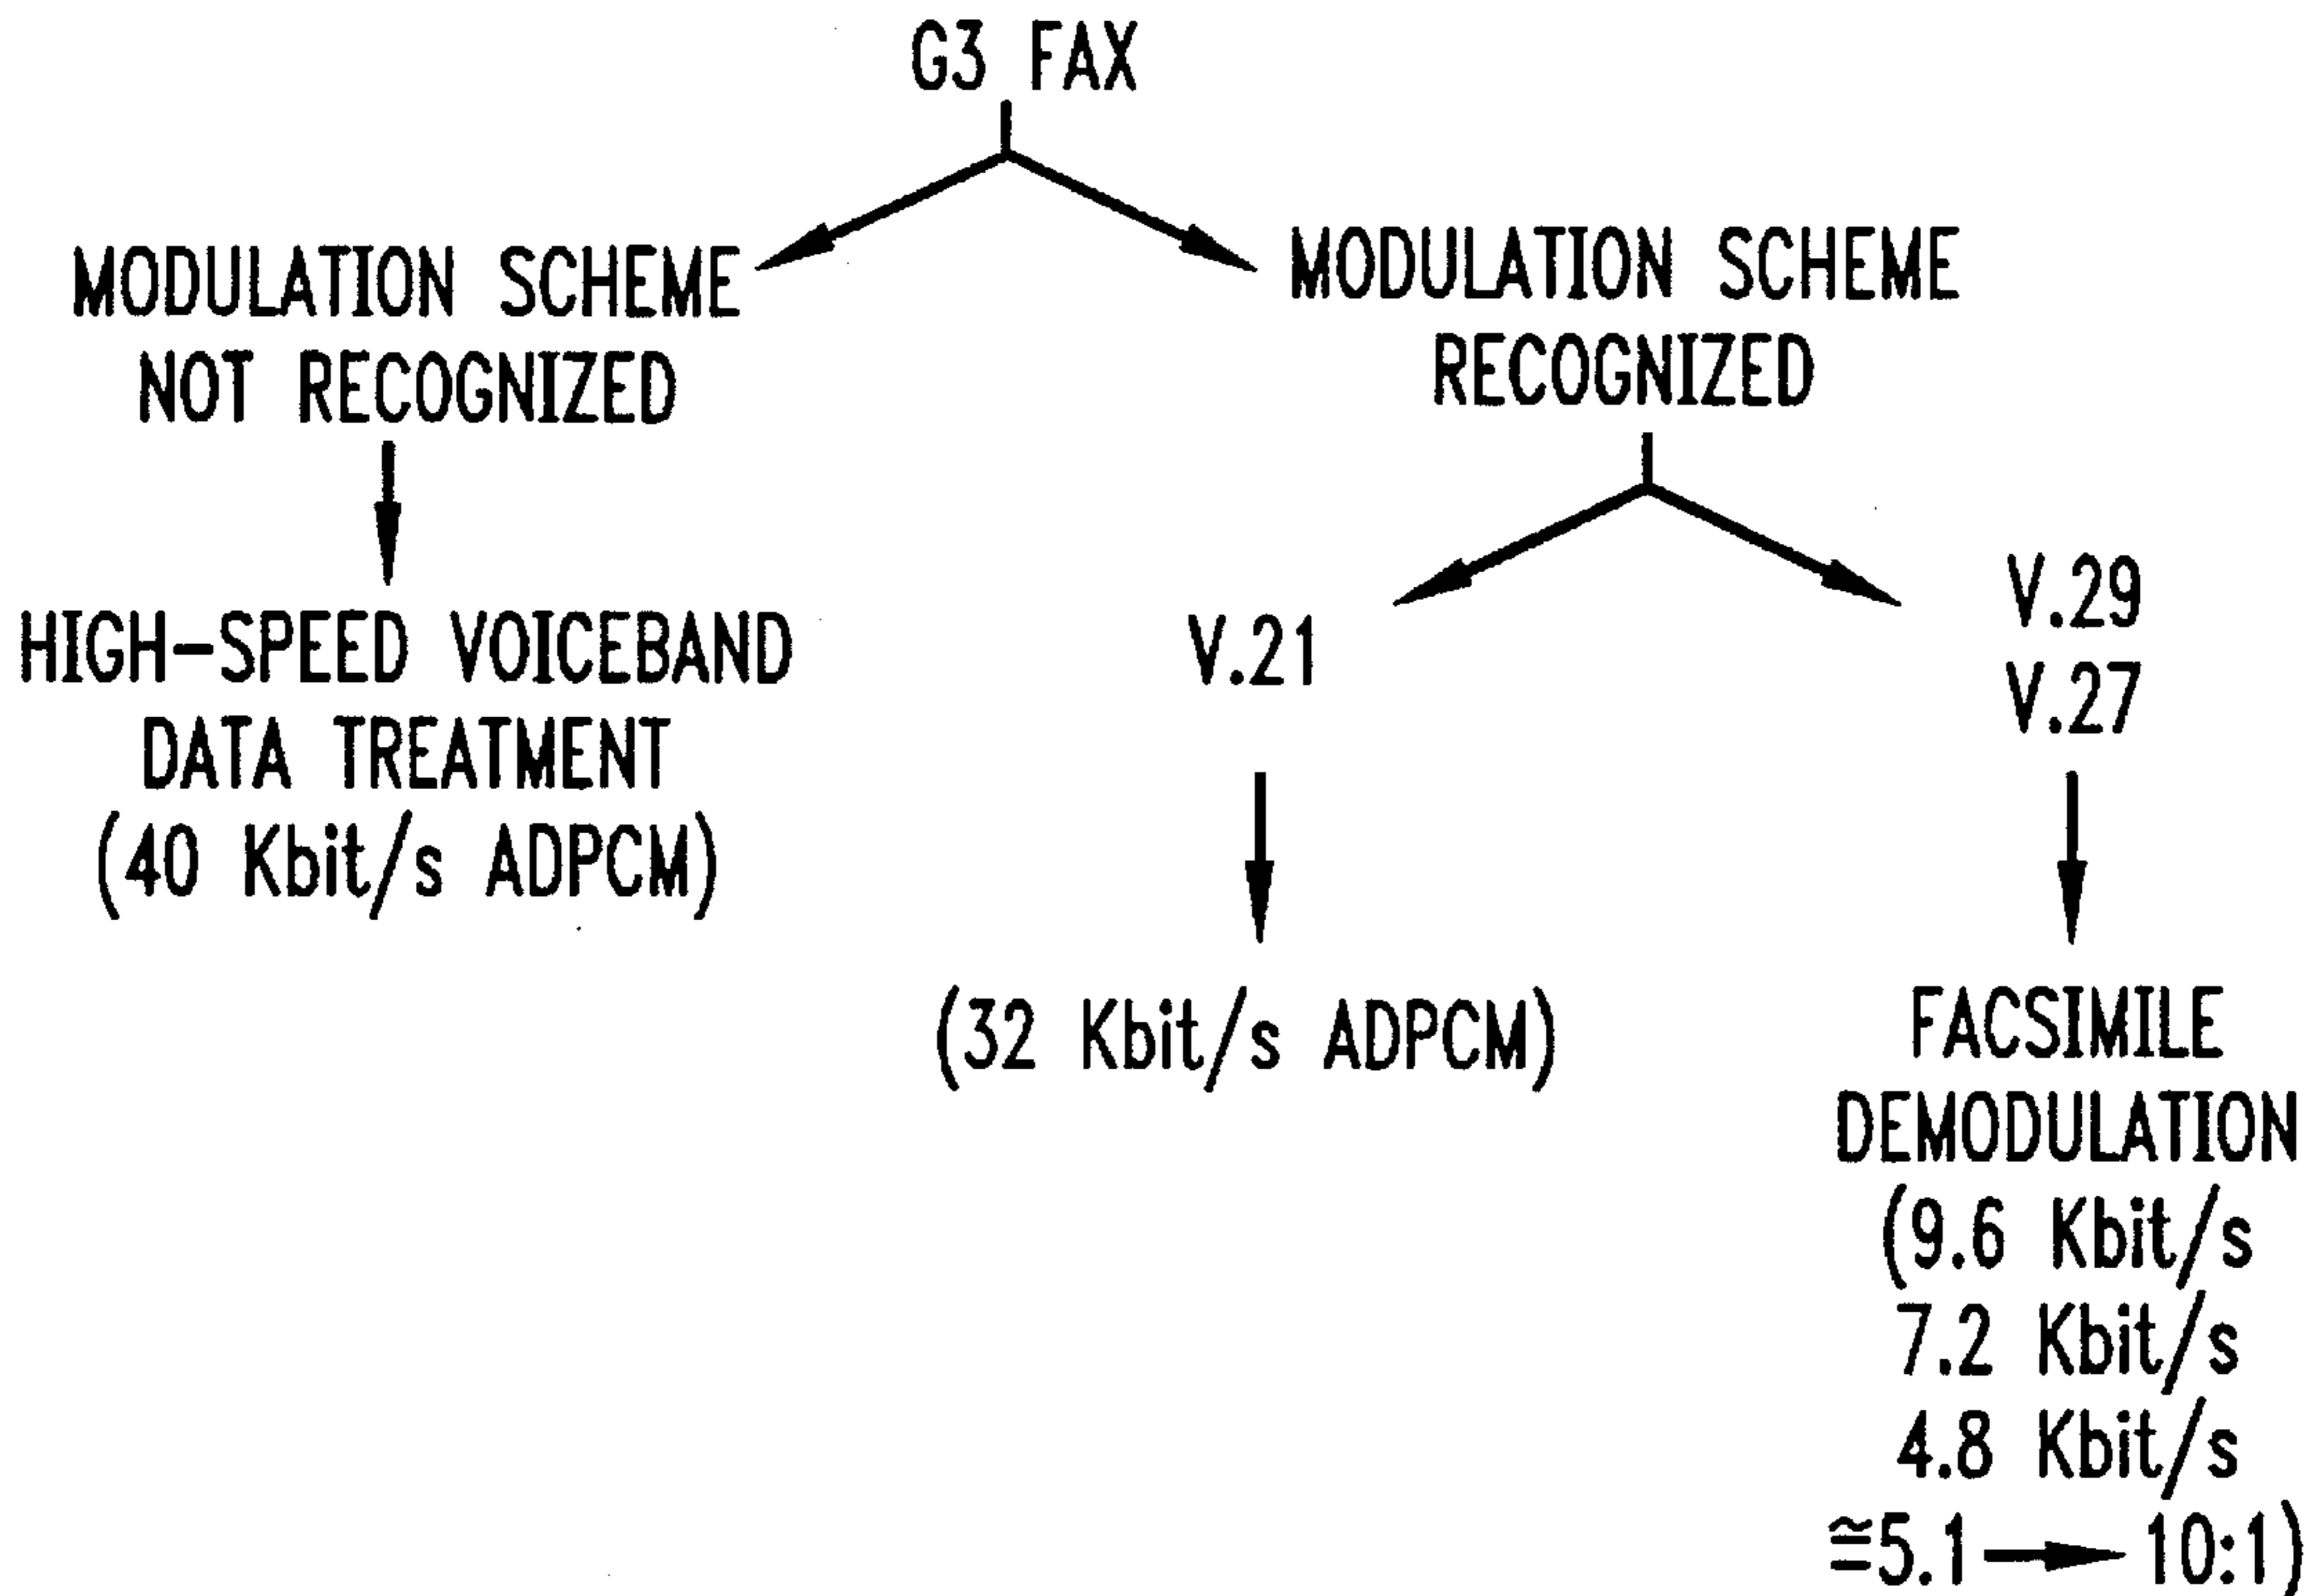 G3 FAX
MODULATION SCHEME
NOT RECOGNIZED
MODULATION SCHEME
RECOGNIZED
HIGH-SPEED VOICEBAND
DATA TREATMENT
(40 Kbit/s ADPCM)
V.21
(32 Kbit/s ADPCM)
V.29
V.27
FACSIMILE
DEMODULATION
(9.6 Kbit/s
7.2 Kbit/s
4.8 Kbit/s
≅5.1 → 10:1)